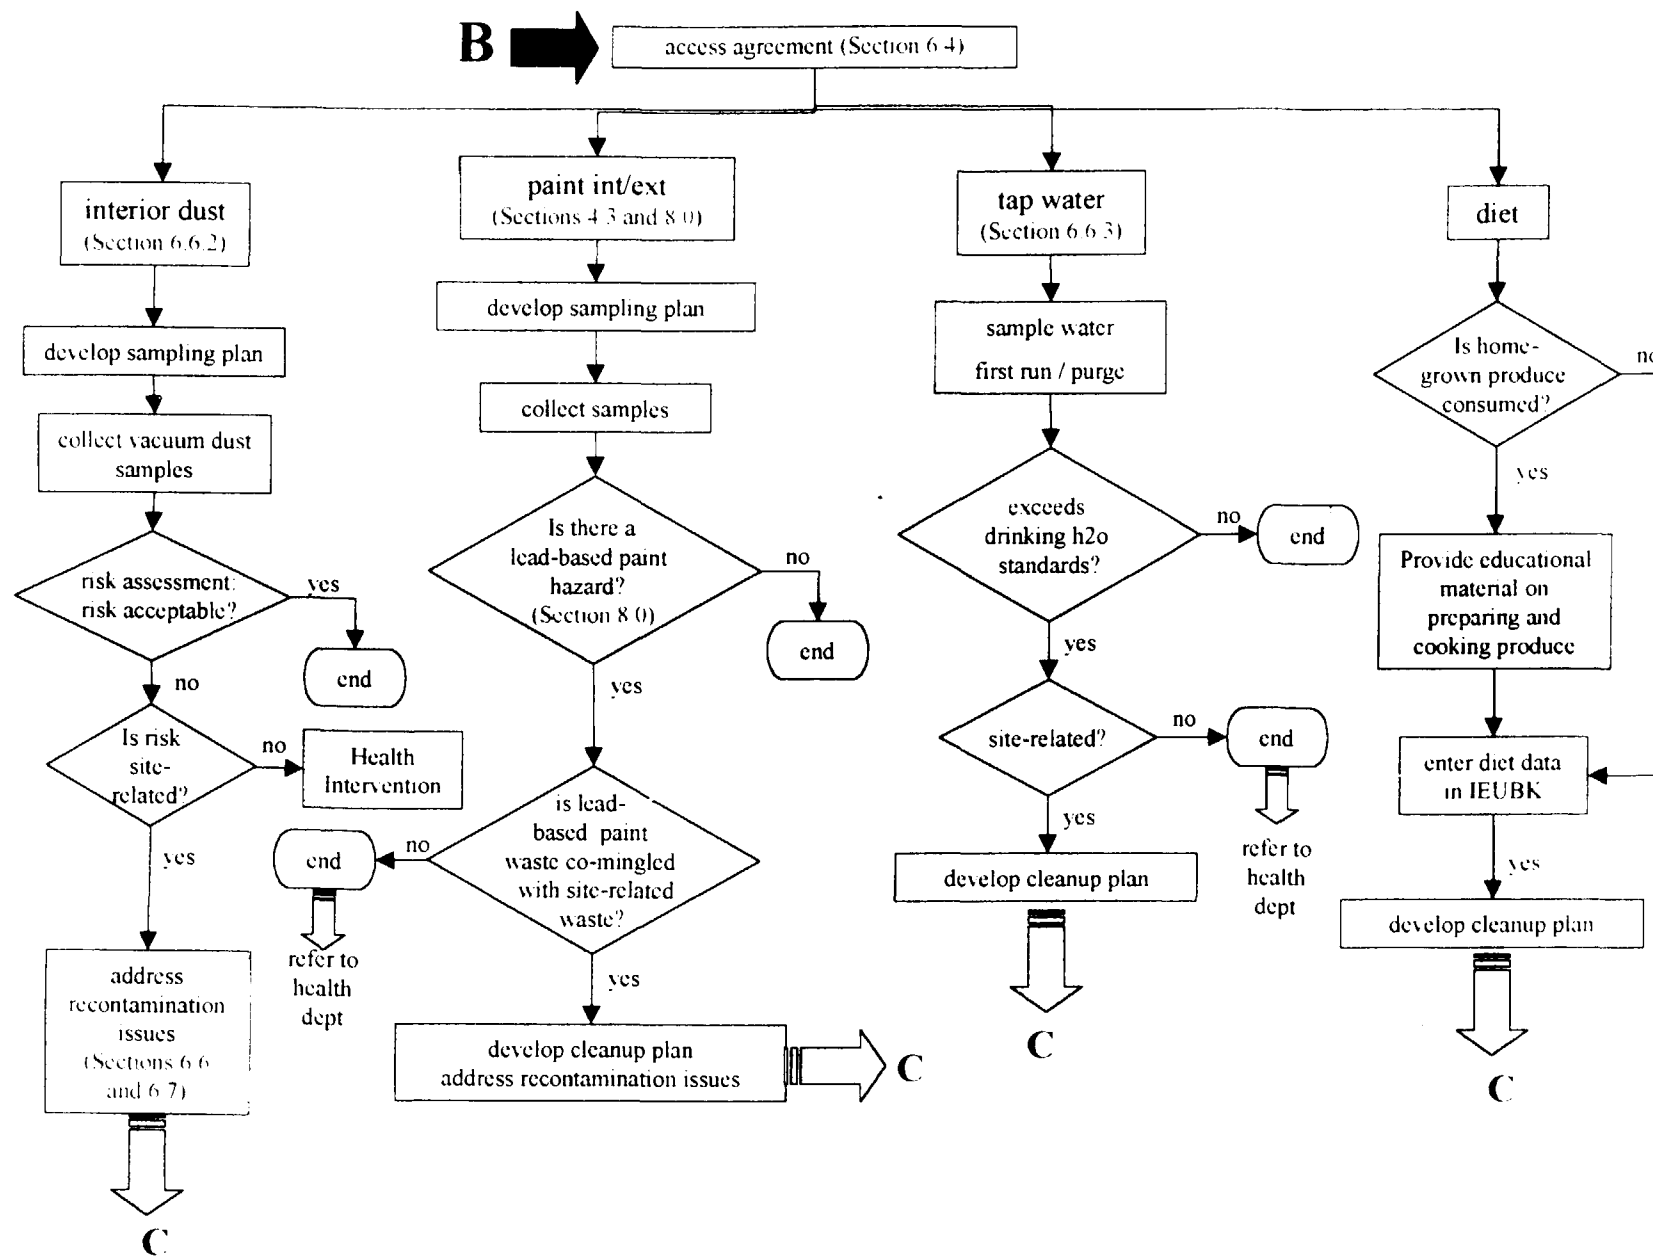 B
access agreement (Section 6.4)
interior dust
(Section 6.6.2)
develop sampling plan
collect vacuum dust
samples
risk assessment:
risk acceptable?
yes
end
no
Is risk
site-
related?
no
Health
Intervention
yes
address
recontamination
issues
(Sections 6.6
and 6.7)
C
paint int/ext
(Sections 4.3 and 8.0)
develop sampling plan
collect samples
Is there a
lead-based paint
hazard?
(Section 8.0)
no
end
yes
is lead-
based paint
waste co-mingled
with site-related
waste?
no
end
refer to
health
dept
yes
develop cleanup plan
address recontamination issues
C
tap water
(Section 6.6.3)
sample water
first run / purge
exceeds
drinking h2o
standards?
no
end
yes
site-related?
no
end
refer to
health
dept
yes
develop cleanup plan
C
diet
Is home-
grown produce
consumed?
no
yes
Provide educational
material on
preparing and
cooking produce
enter diet data
in IEUBK
yes
develop cleanup plan
C